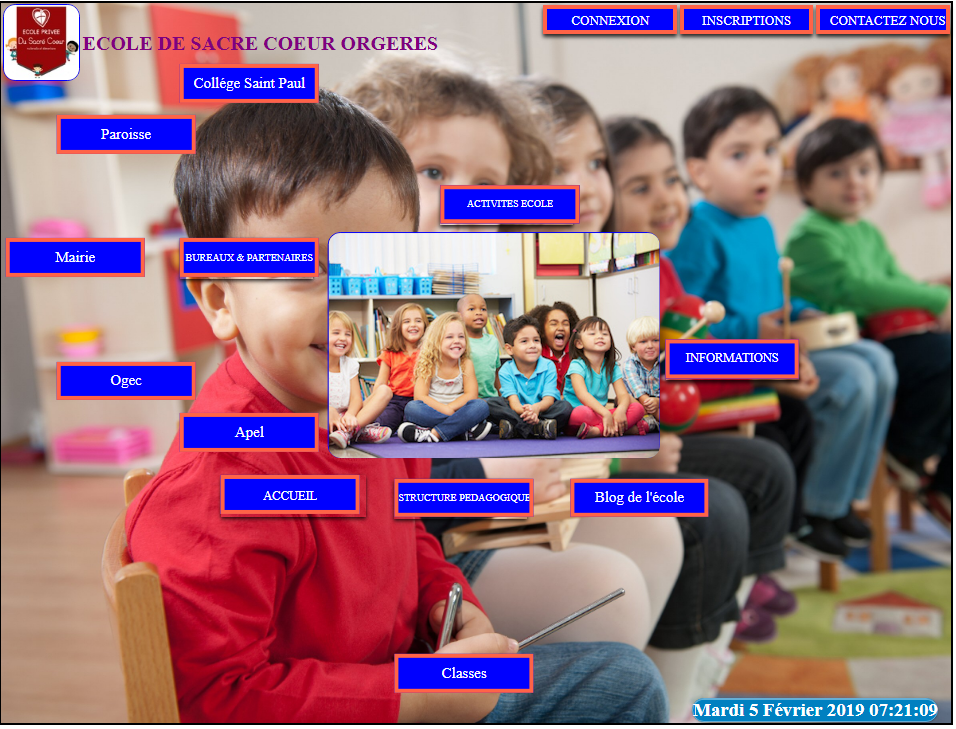 CONNEXION
INSCRIPTIONS
CONTACTEZ NOUS
ECOLE PRIVEE
Du Sacré Coeur
ECOLE DE SACRE COEUR ORGERES
Collége Saint Paul
Paroisse
ACTIVITES ECOLE
Mairie
BUREAUX & PARTENAIRES
INFORMATIONS
Ogec
Apel
ACCUEIL
STRUCTURE PEDAGOGIQUE
Blog de l'école
Classes
Mardi 5 Février 2019 07:21:09